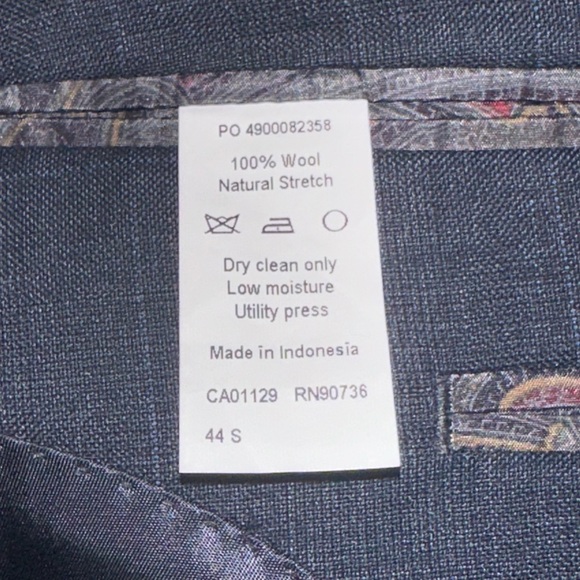 PO 4900082358
100% Wool
Natural Stretch
Dry clean only
Low moisture
Utility press
Made in Indonesia
CA01129 RN90736
44 S